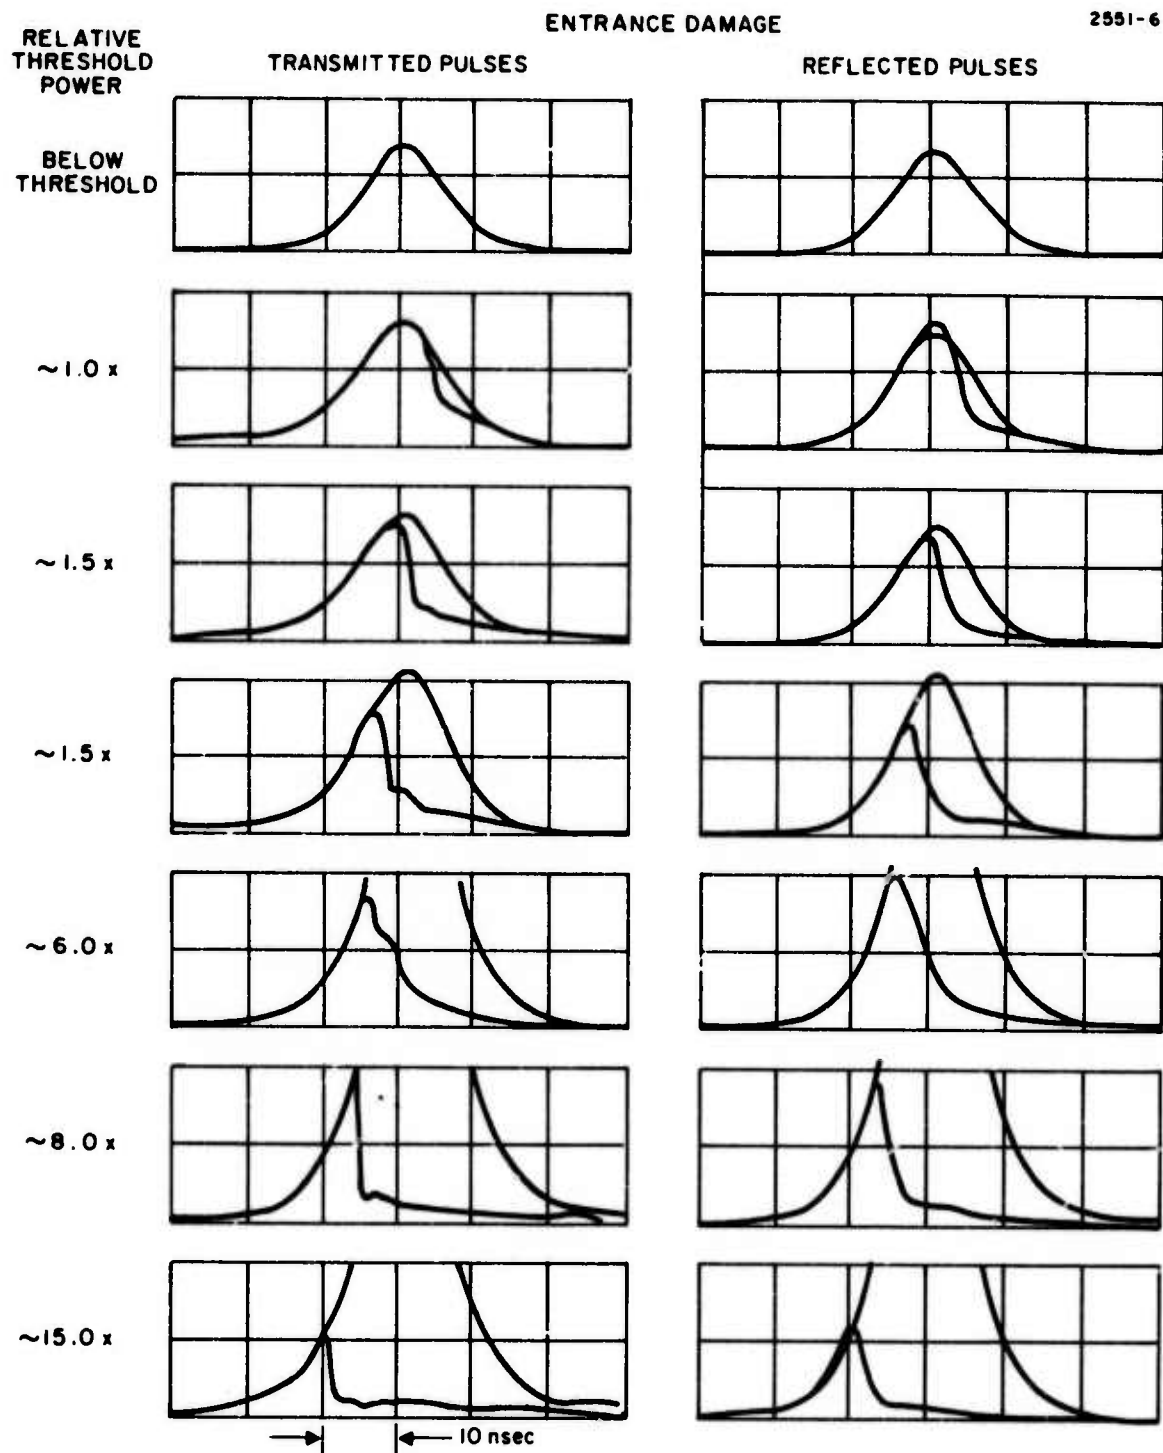 ENTRANCE DAMAGE
2551-6
RELATIVE
THRESHOLD
POWER
TRANSMITTED PULSES
REFLECTED PULSES
BELOW
THRESHOLD
~1.0 x
~1.5 x
~1.5 x
~6.0 x
~8.0 x
~15.0 x
10 nsec